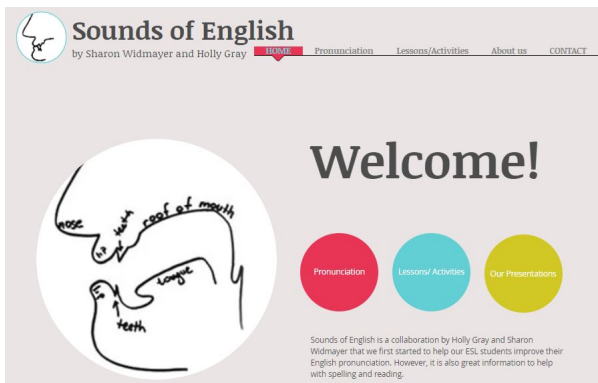 Sounds of English
by Sharon Widmayer and Holly Gray
HOME Pronunciation Lessons/Activities About us CONTACT
Welcome!
nose
lip
teeth
roof of mouth
tongue
lip
teeth
Pronunciation
Lessons/ Activities
Our Presentations
Sounds of English is a collaboration by Holly Gray and Sharon
Widmayer that we first started to help our ESL students improve their
English pronunciation. However, it is also great information to help
with spelling and reading.